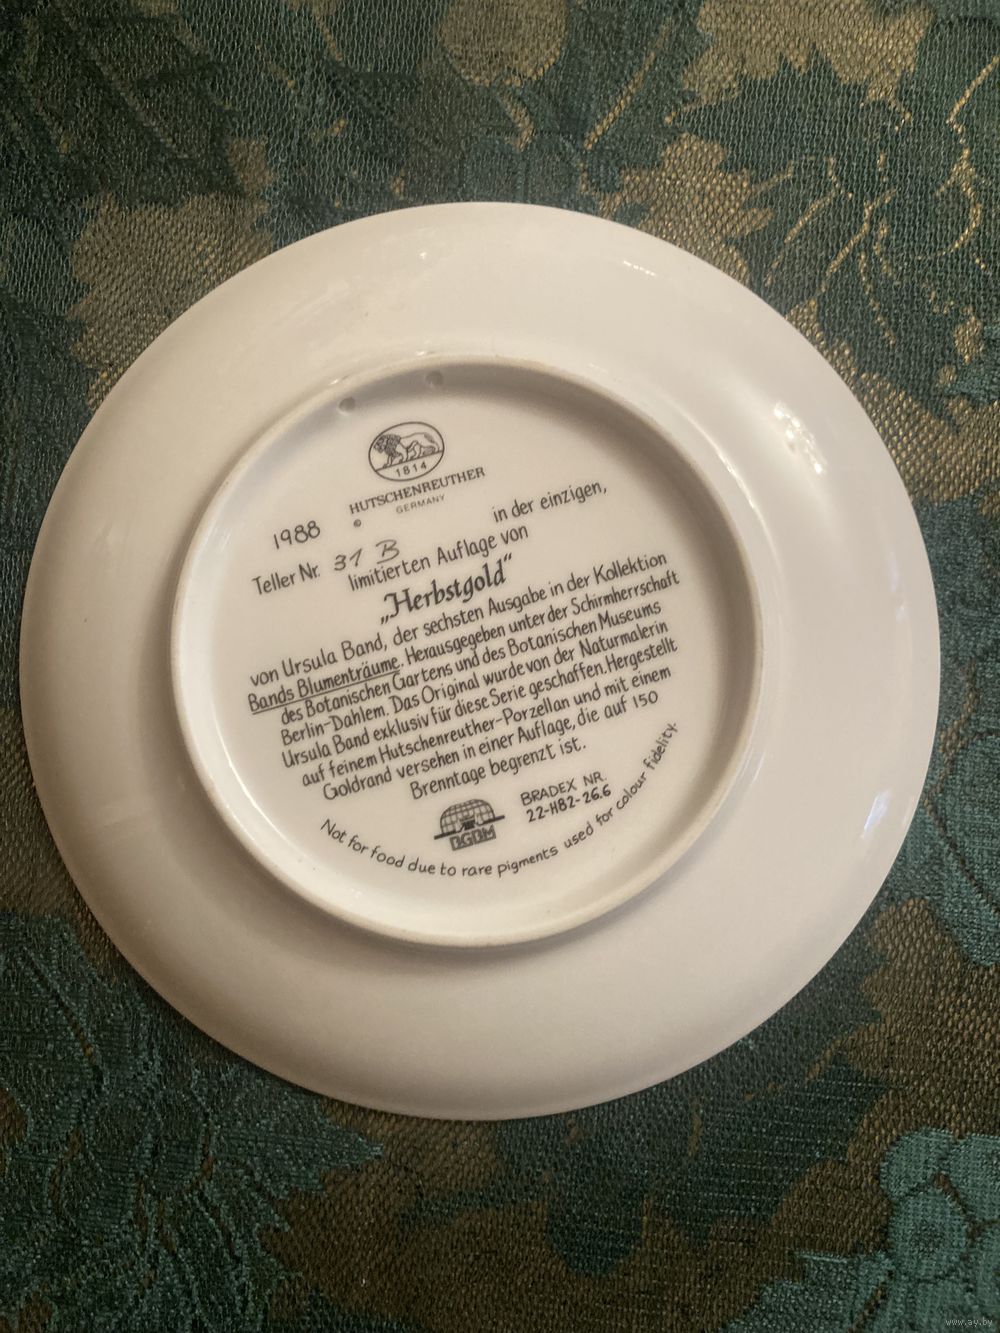 1814
HUTSCHENREUTHER
© GERMANY
1988
Teller Nr. 31 B in der einzigen,
limitierten Auflage von
„Herbstgold“
von Ursula Band, der sechsten Ausgabe in der Kollektion
Bands Blumenträume. Herausgegeben unter der Schirmherrschaft
des Botanischen Gartens und des Botanischen Museums
Berlin-Dahlem. Das Original wurde von der Naturmalerin
Ursula Band exklusiv für diese Serie geschaffen. Hergestellt
auf feinem Hutschenreuther-Porzellan und mit einem
Goldrand versehen in einer Auflage, die auf 150
Brenntage begrenzt ist.
BGBM
BRADEX NR.
22-H82-26.6
Not for food due to rare pigments used for colour fidelity.
www.ay.by